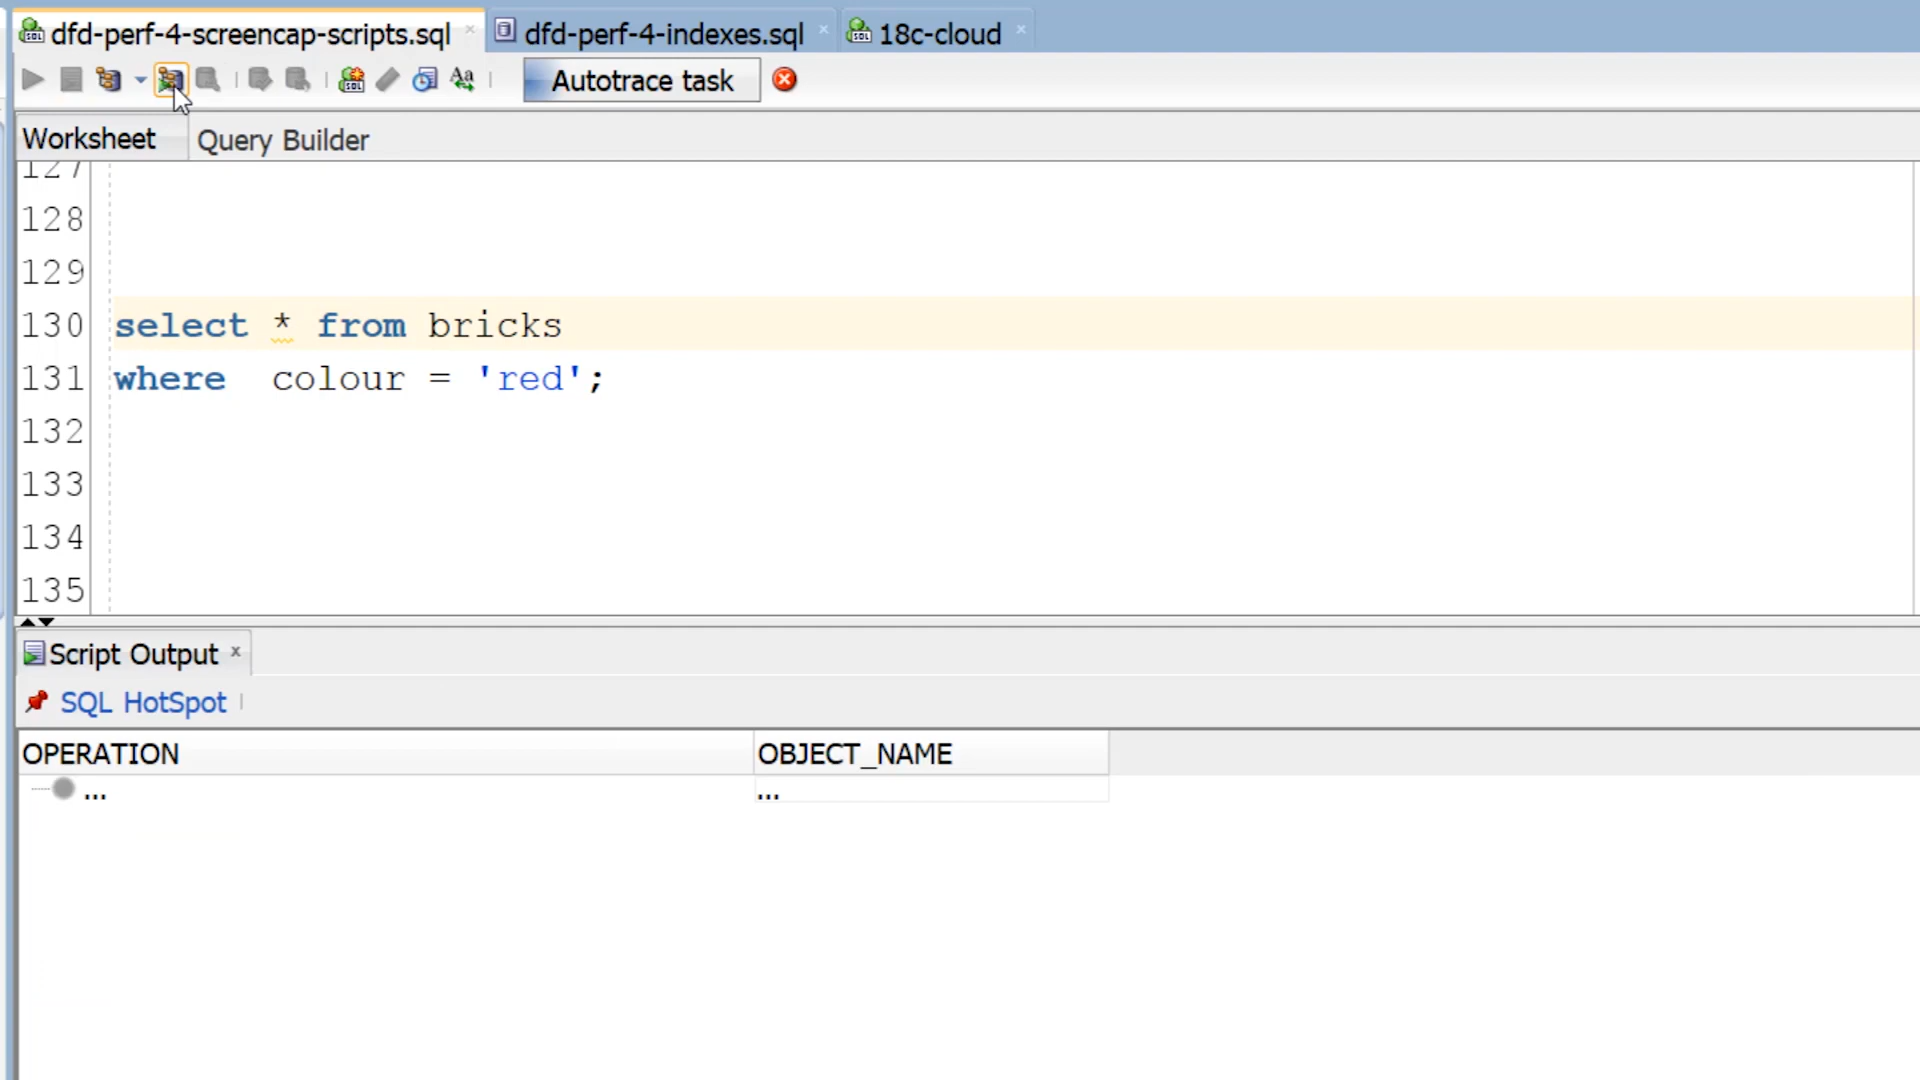 dfd-perf-4-screencap-scripts.sql dfd-perf-4-indexes.sql 18c-cloud
Autotrace task
Worksheet Query Builder
127
128
129
130 select * from bricks
131 where  colour = 'red';
132
133
134
135
Script Output
SQL HotSpot
OPERATION OBJECT_NAME
... ...